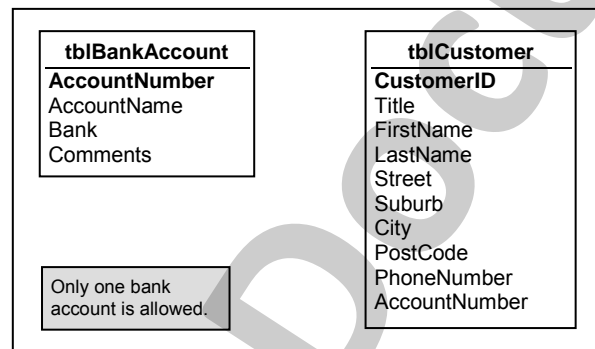 tblBankAccount
AccountNumber
AccountName
Bank
Comments
Only one bank
account is allowed.
tblCustomer
CustomerID
Title
FirstName
LastName
Street
Suburb
City
PostCode
PhoneNumber
AccountNumber